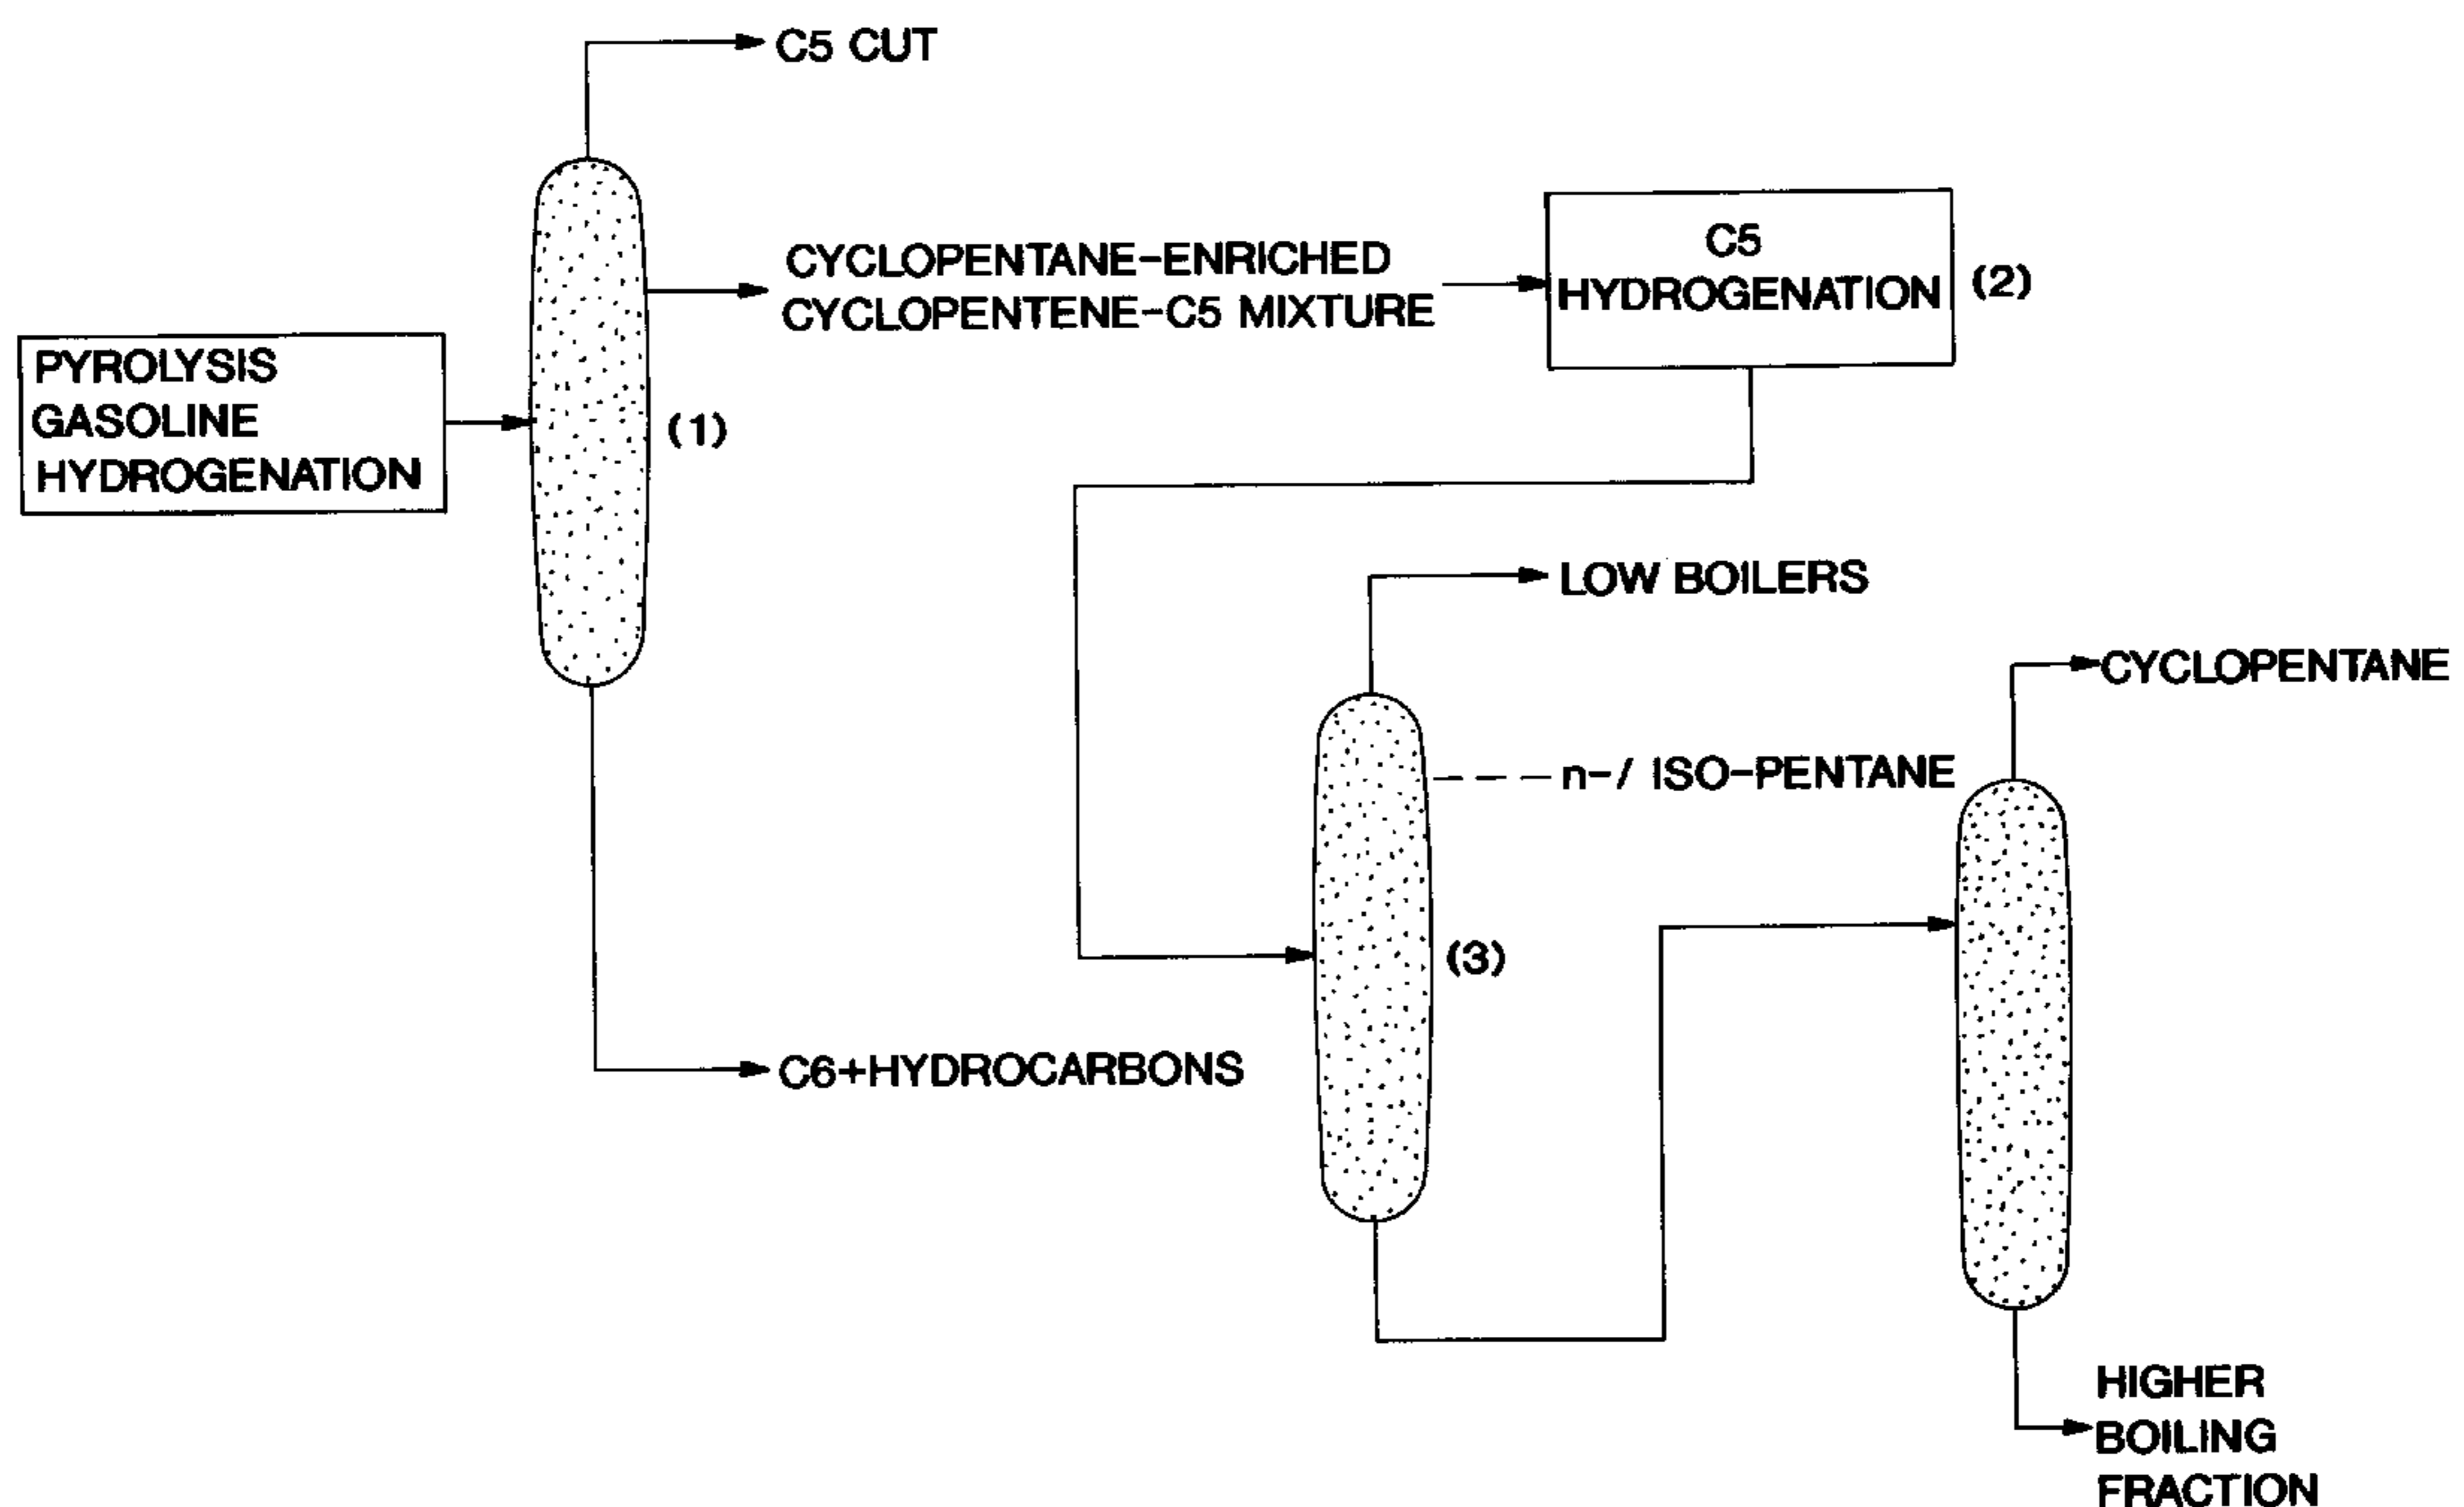 C5 CUT
CYCLOPENTANE-ENRICHED
CYCLOPENTENE-C5 MIXTURE
C5
HYDROGENATION
(2)
PYROLYSIS
GASOLINE
HYDROGENATION
(1)
LOW BOILERS
CYCLOPENTANE
n-/ ISO-PENTANE
(3)
C6+HYDROCARBONS
HIGHER
BOILING
FRACTION